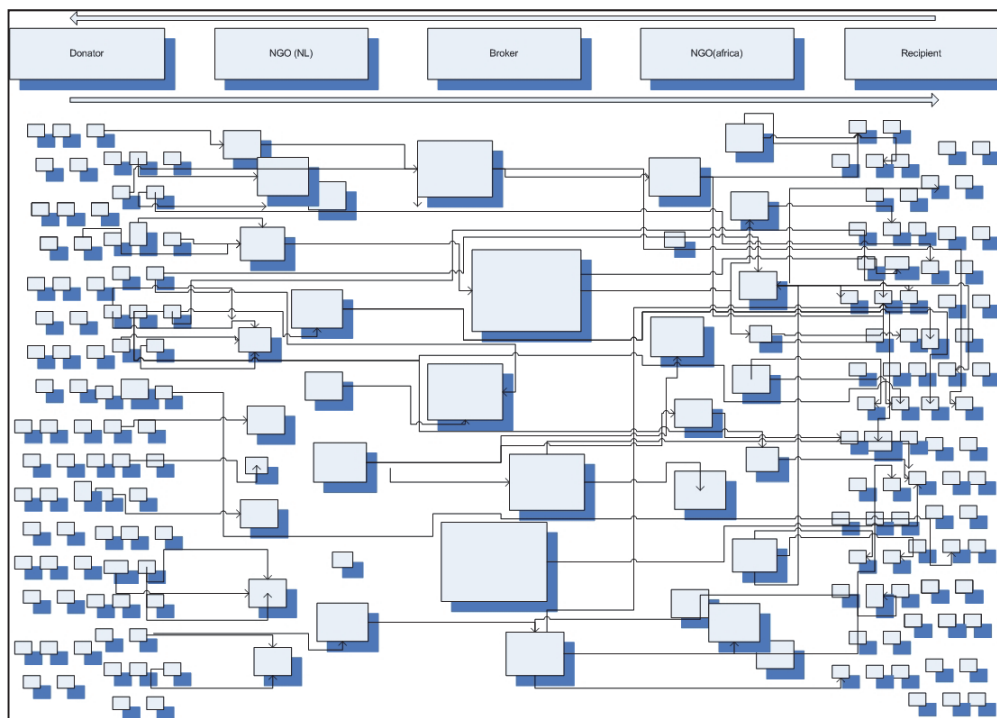 Donator
NGO (NL)
Broker
NGO(africa)
Recipient